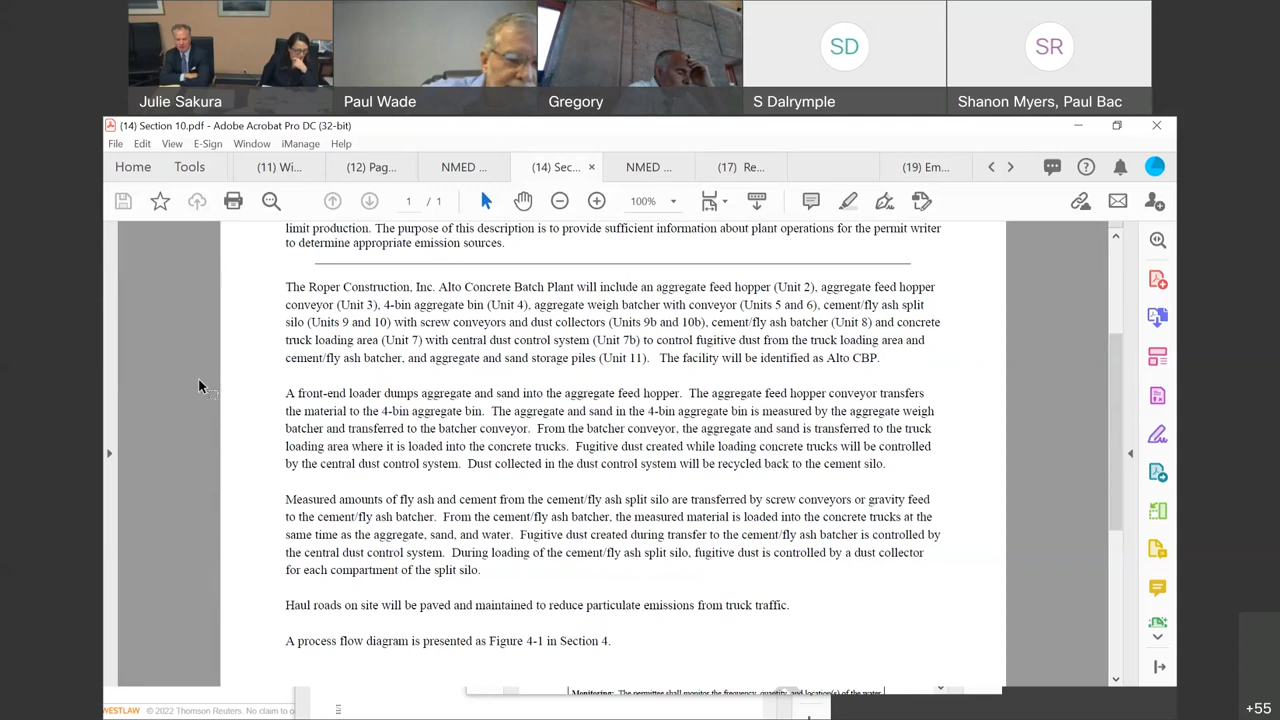 SD
SR
Julie Sakura
Paul Wade
Gregory
S Dalrymple
Shanon Myers, Paul Bac
(14) Section 10.pdf - Adobe Acrobat Pro DC (32-bit)
File Edit View E-Sign Window iManage Help
Home Tools (11) Wi... (12) Pag... NMED ... (14) Sec... × NMED ... (17) Re... (19) Em...
1 / 1 100%
limit production. The purpose of this description is to provide sufficient information about plant operations for the permit writer
to determine appropriate emission sources.
The Roper Construction, Inc. Alto Concrete Batch Plant will include an aggregate feed hopper (Unit 2), aggregate feed hopper
conveyor (Unit 3), 4-bin aggregate bin (Unit 4), aggregate weigh batcher with conveyor (Units 5 and 6), cement/fly ash split
silo (Units 9 and 10) with screw conveyors and dust collectors (Units 9b and 10b), cement/fly ash batcher (Unit 8) and concrete
truck loading area (Unit 7) with central dust control system (Unit 7b) to control fugitive dust from the truck loading area and
cement/fly ash batcher, and aggregate and sand storage piles (Unit 11). The facility will be identified as Alto CBP.
A front-end loader dumps aggregate and sand into the aggregate feed hopper. The aggregate feed hopper conveyor transfers
the material to the 4-bin aggregate bin. The aggregate and sand in the 4-bin aggregate bin is measured by the aggregate weigh
batcher and transferred to the batcher conveyor. From the batcher conveyor, the aggregate and sand is transferred to the truck
loading area where it is loaded into the concrete trucks. Fugitive dust created while loading concrete trucks will be controlled
by the central dust control system. Dust collected in the dust control system will be recycled back to the cement silo.
Measured amounts of fly ash and cement from the cement/fly ash split silo are transferred by screw conveyors or gravity feed
to the cement/fly ash batcher. From the cement/fly ash batcher, the measured material is loaded into the concrete trucks at the
same time as the aggregate, sand, and water. Fugitive dust created during transfer to the cement/fly ash batcher is controlled by
the central dust control system. During loading of the cement/fly ash split silo, fugitive dust is controlled by a dust collector
for each compartment of the split silo.
Haul roads on site will be paved and maintained to reduce particulate emissions from truck traffic.
A process flow diagram is presented as Figure 4-1 in Section 4.
Monitoring: The permittee shall monitor the frequency, quantity, and location(s) of the water
WESTLAW © 2022 Thomson Reuters. No claim to o
+55